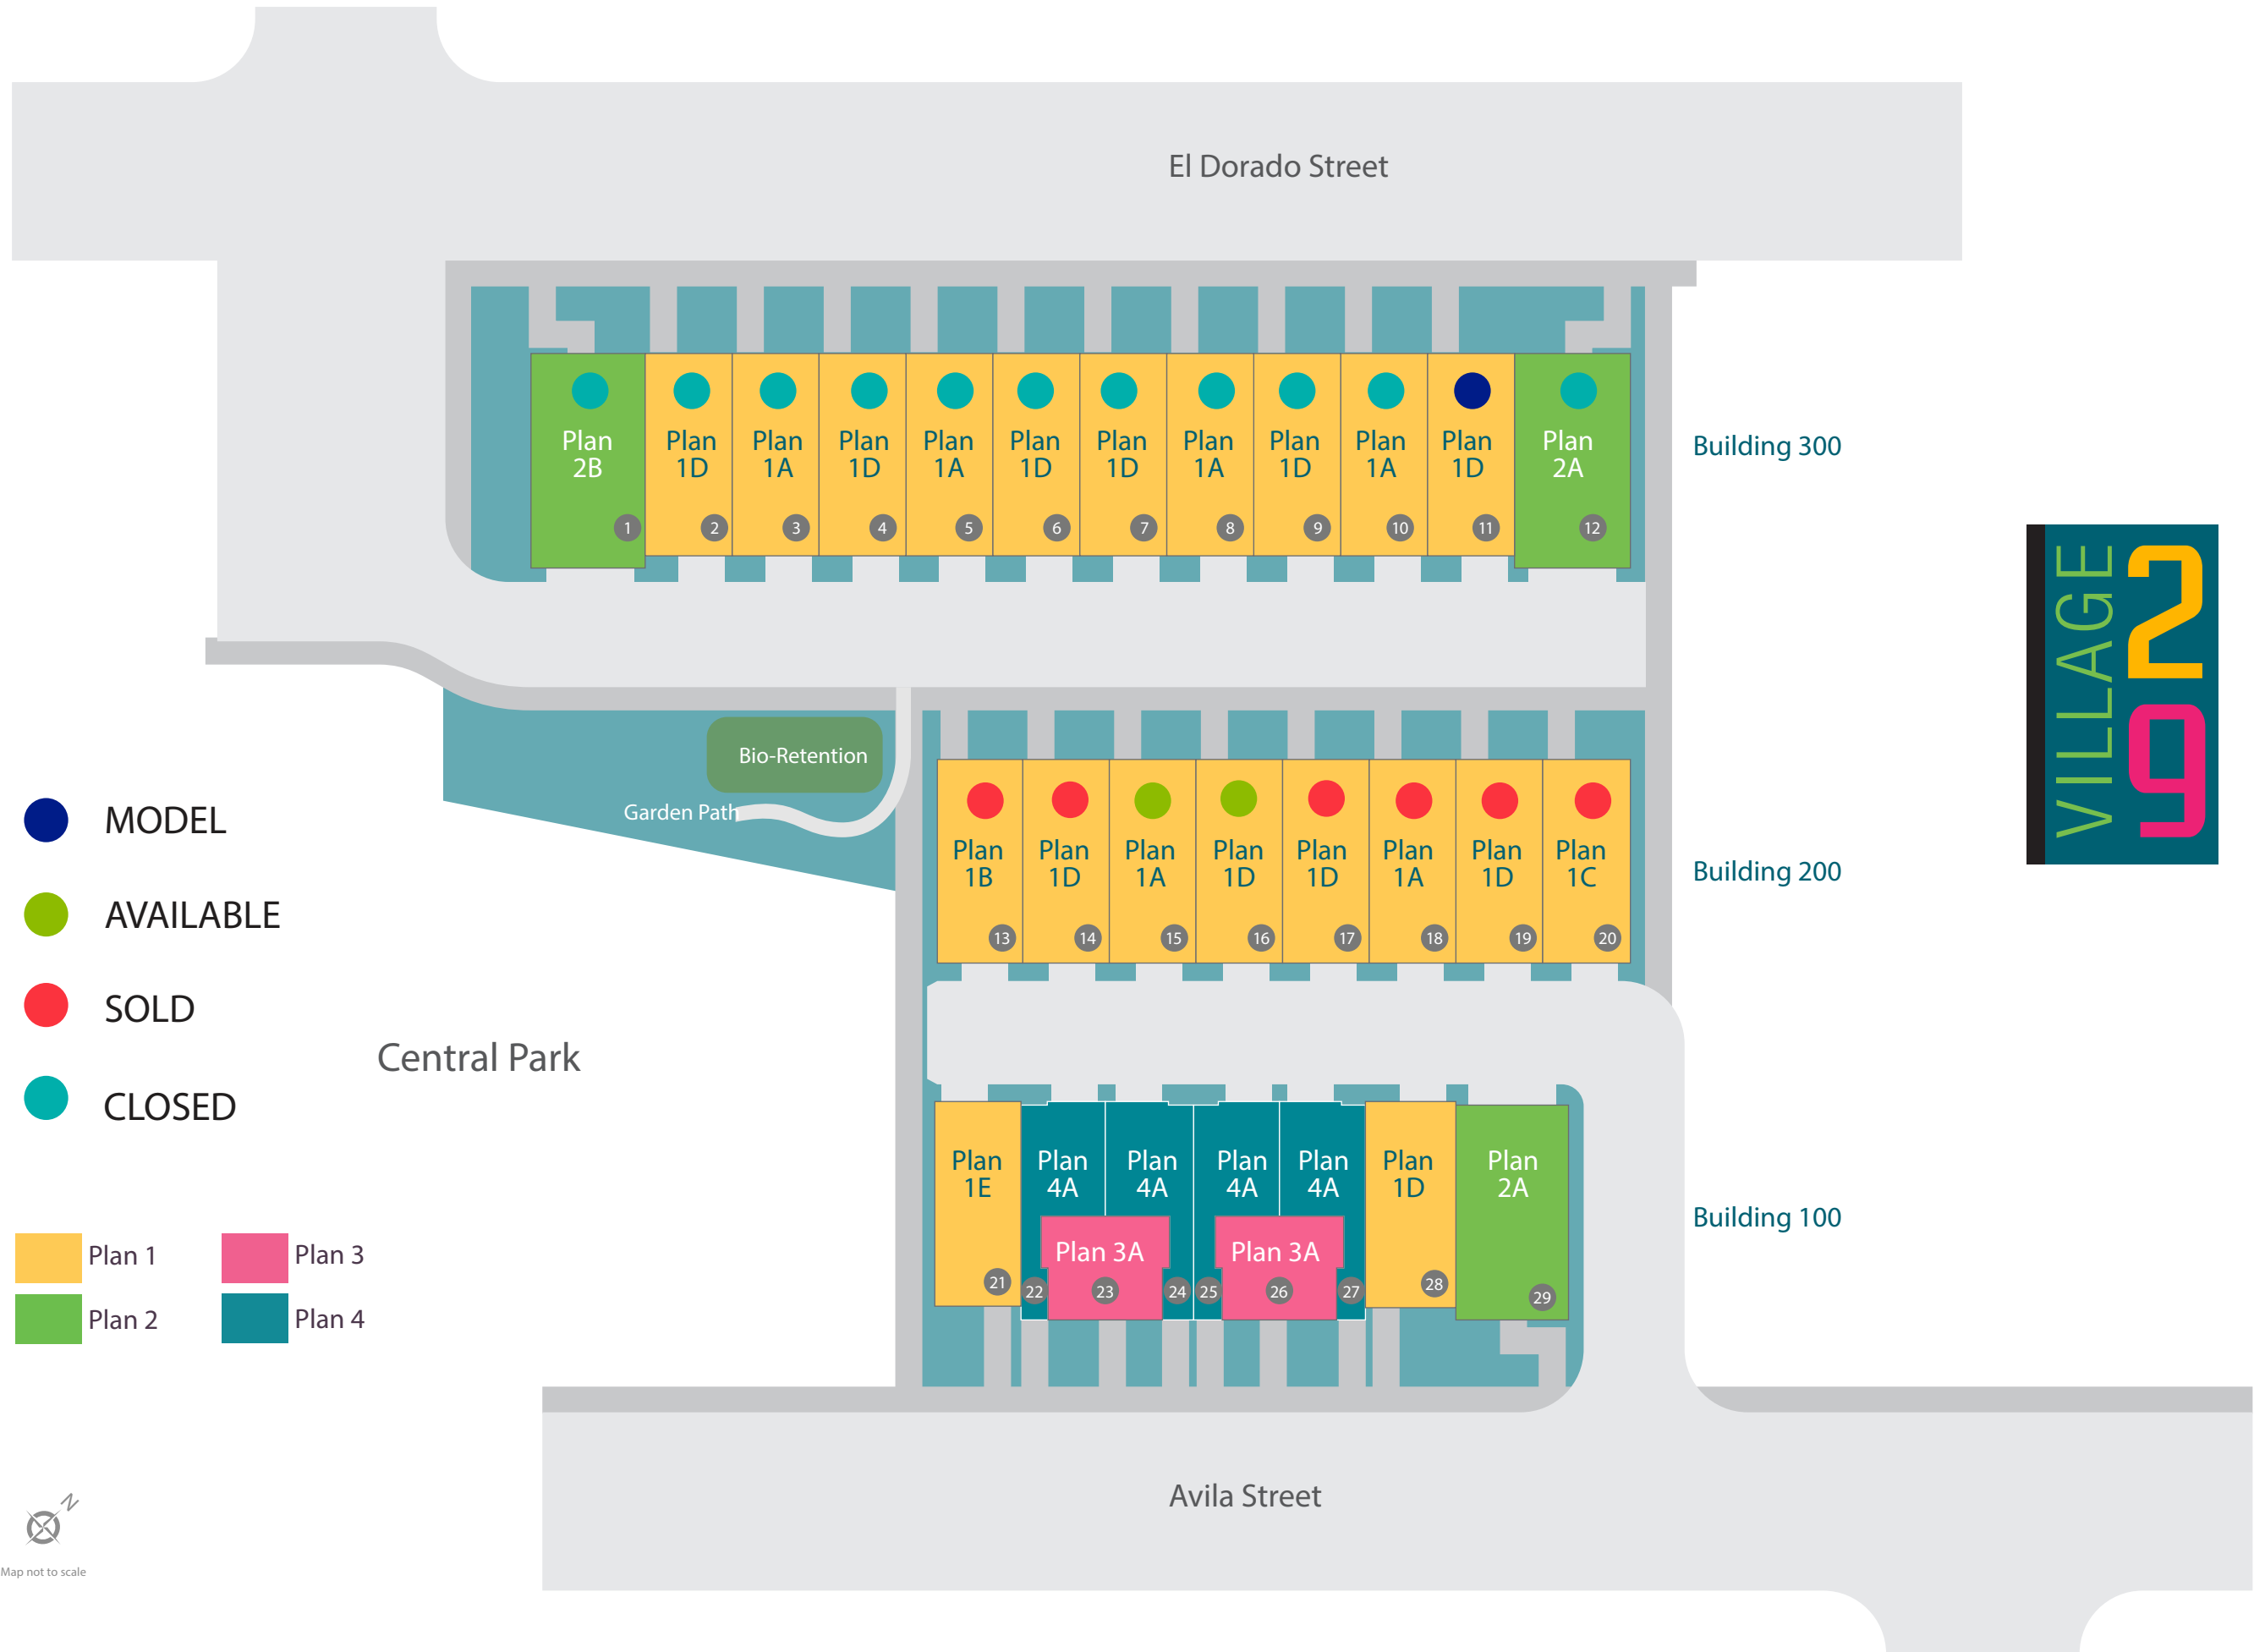 El Dorado Street
Plan
2B
1
Plan
1D
2
Plan
1A
3
Plan
1D
4
Plan
1A
5
Plan
1D
6
Plan
1D
7
Plan
1A
8
Plan
1D
9
Plan
1A
10
Plan
1D
11
Plan
2A
12
Building 300
VILLAGE
29
Bio-Retention
Garden Path
Plan
1B
13
Plan
1D
14
Plan
1A
15
Plan
1D
16
Plan
1D
17
Plan
1A
18
Plan
1D
19
Plan
1C
20
Building 200
MODEL
AVAILABLE
SOLD
CLOSED
Central Park
Plan
1E
21
Plan
4A
22
Plan 3A
23
Plan
4A
24
Plan
4A
25
Plan 3A
26
Plan
4A
27
Plan
1D
28
Plan
2A
29
Building 100
Plan 1
Plan 3
Plan 2
Plan 4
Avila Street
N
Map not to scale